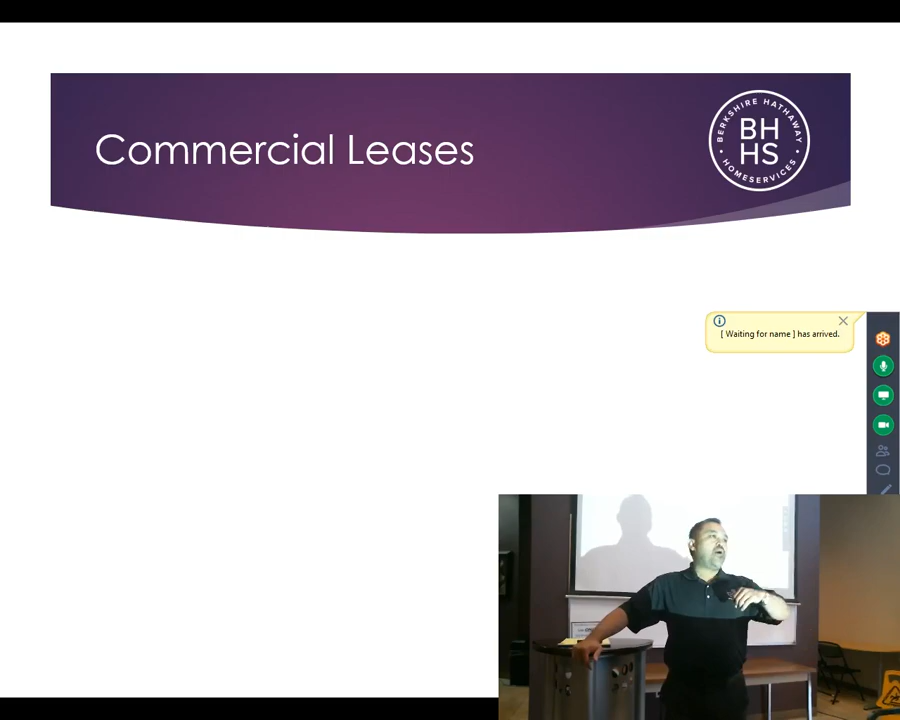 Commercial Leases
BERKSHIRE HATHAWAY
BH
HS
HOMESERVICES
[ Waiting for name ] has arrived.